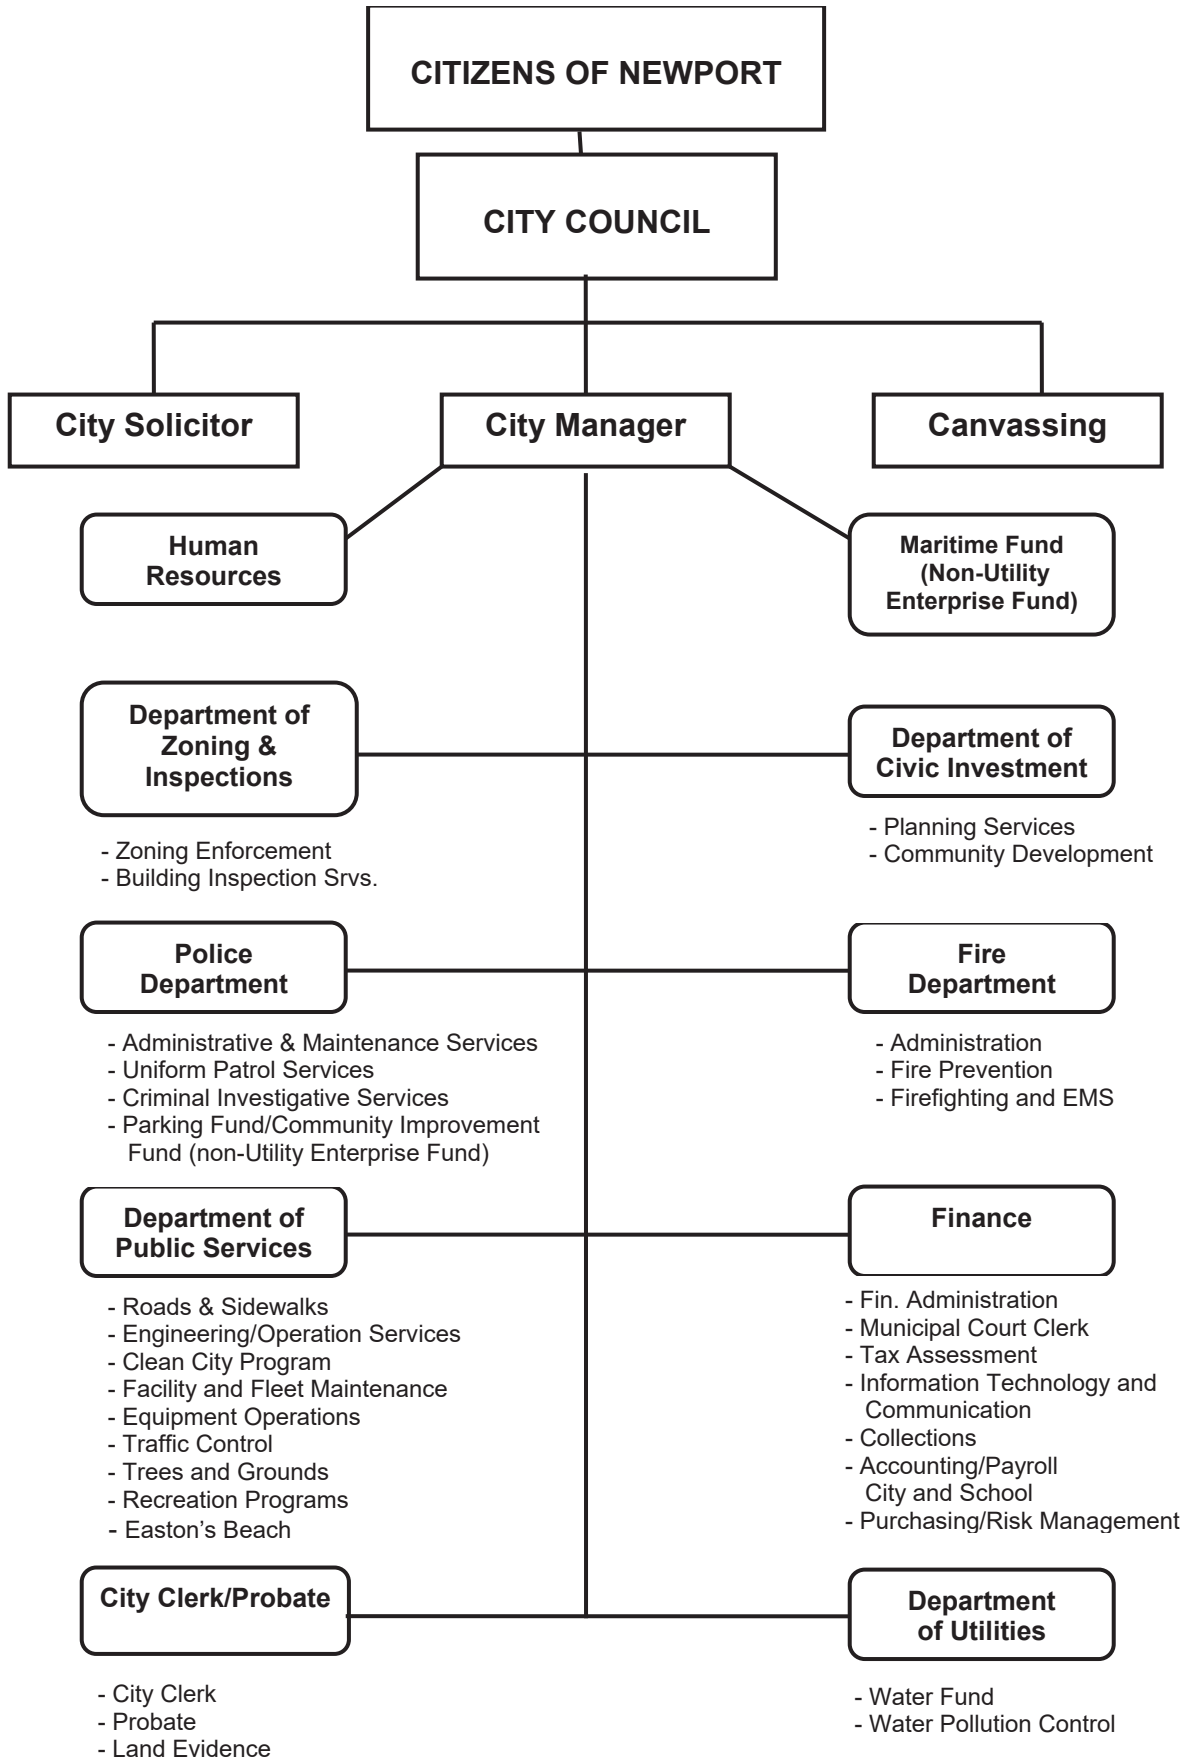 CITIZENS OF NEWPORT
CITY COUNCIL
City Solicitor
City Manager
Canvassing
Human
Resources
Maritime Fund
(Non-Utility
Enterprise Fund)
Department of
Zoning &
Inspections
Department of
Civic Investment
- Zoning Enforcement
- Building Inspection Srvs.
- Planning Services
- Community Development
Police
Department
Fire
Department
- Administrative & Maintenance Services
- Uniform Patrol Services
- Criminal Investigative Services
- Parking Fund/Community Improvement
Fund (non-Utility Enterprise Fund)
- Administration
- Fire Prevention
- Firefighting and EMS
Department of
Public Services
Finance
- Roads & Sidewalks
- Engineering/Operation Services
- Clean City Program
- Facility and Fleet Maintenance
- Equipment Operations
- Traffic Control
- Trees and Grounds
- Recreation Programs
- Easton’s Beach
- Fin. Administration
- Municipal Court Clerk
- Tax Assessment
- Information Technology and
Communication
- Collections
- Accounting/Payroll
City and School
- Purchasing/Risk Management
City Clerk/Probate
Department
of Utilities
- City Clerk
- Probate
- Land Evidence
- Water Fund
- Water Pollution Control